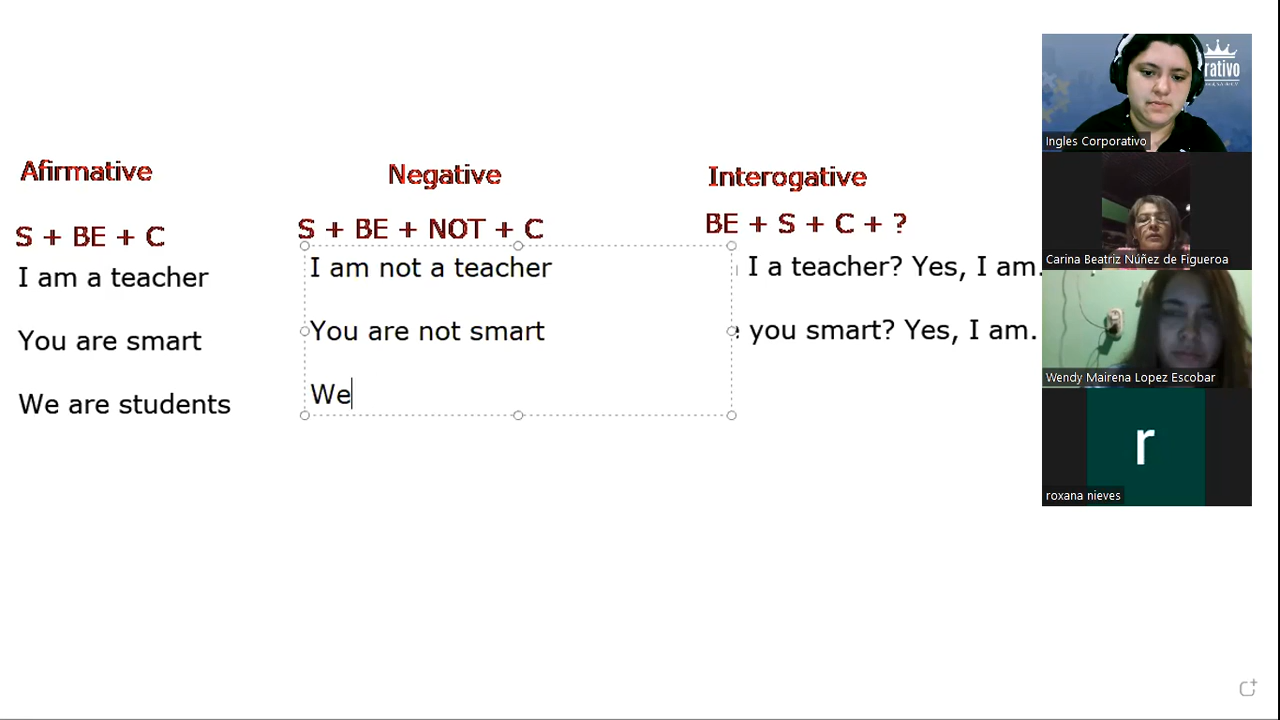 Afirmative
S + BE + C
I am a teacher
You are smart
We are students
Negative
S + BE + NOT + C
I am not a teacher
You are not smart
We
Interogative
BE + S + C + ?
I a teacher? Yes, I am.
you smart? Yes, I am.
rativo
Ingles Corporativo
Carina Beatriz Núñez de Figueroa
Wendy Mairena Lopez Escobar
r
roxana nieves